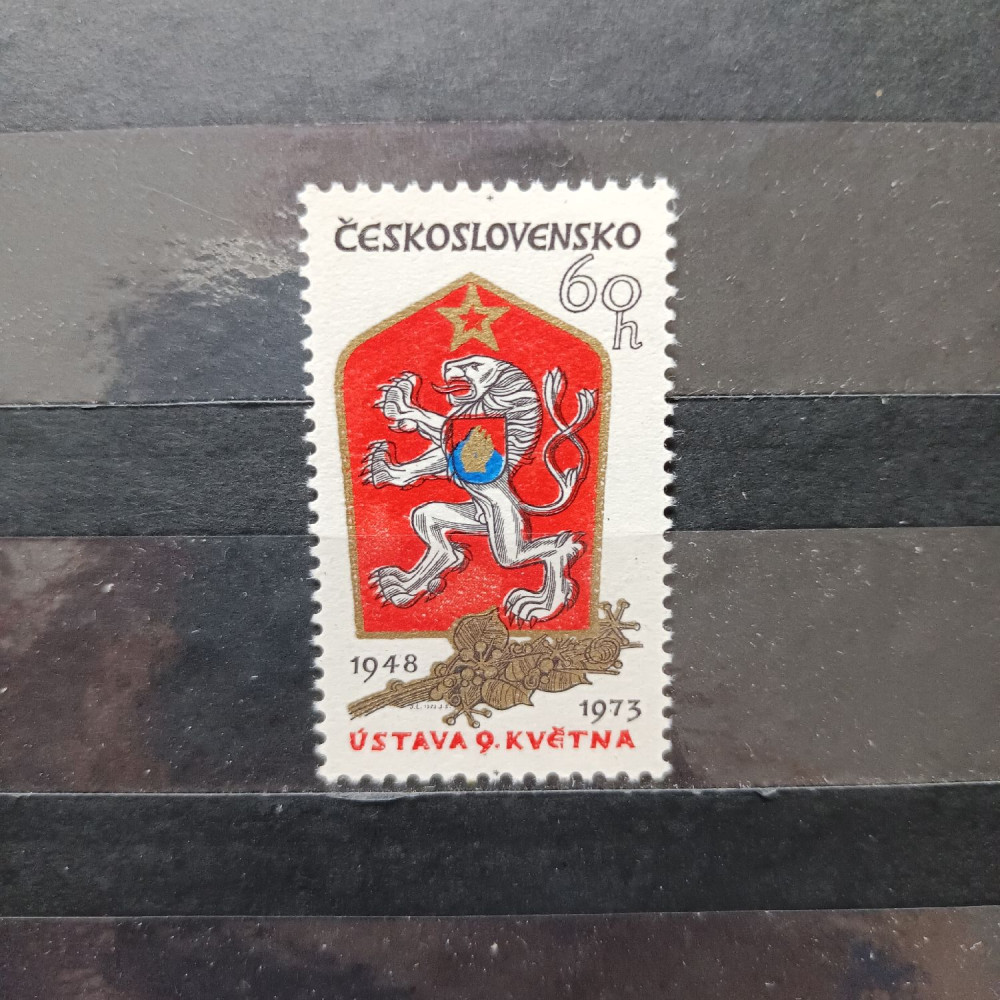 ČESKOSLOVENSKO
60
h
1948
1973
ÚSTAVA 9. KVĚTNA